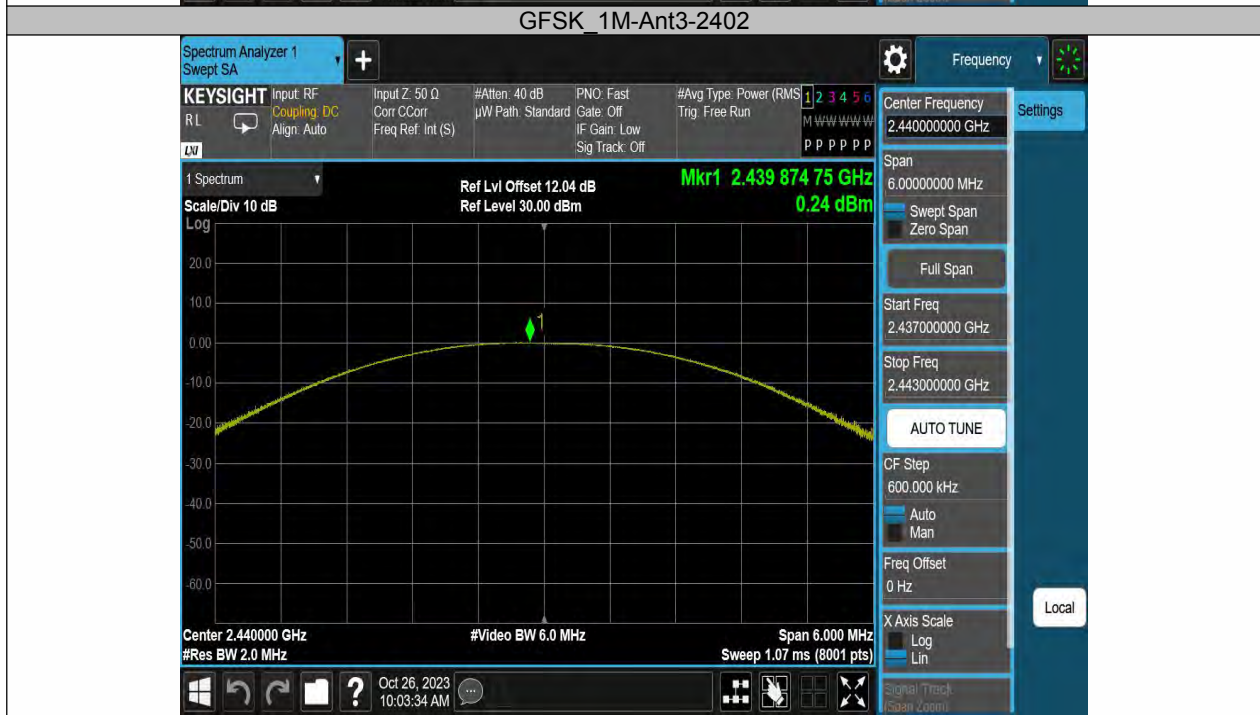 GFSK_1M-Ant3-2402
Spectrum Analyzer 1
Swept SA
Frequency
KEYSIGHT
RL
LXI
Input: RF
Coupling: DC
Align: Auto
Input Z: 50 Ω
Corr CCorr
Freq Ref: Int (S)
#Atten: 40 dB
µW Path: Standard
PNO: Fast
Gate: Off
IF Gain: Low
Sig Track: Off
#Avg Type: Power (RMS
Trig: Free Run
1 2 3 4 5 6
M W W W W W
P P P P P P
Center Frequency
2.440000000 GHz
Settings
1 Spectrum
Scale/Div 10 dB
Ref Lvl Offset 12.04 dB
Ref Level 30.00 dBm
Mkr1 2.439 874 75 GHz
0.24 dBm
Span
6.00000000 MHz
Swept Span
Zero Span
Full Span
Start Freq
2.437000000 GHz
Stop Freq
2.443000000 GHz
AUTO TUNE
CF Step
600.000 kHz
Auto
Man
Freq Offset
0 Hz
X Axis Scale
Log
Lin
Signal Track
(Span Zoom)
Local
Log
20.0
10.0
0.00
-10.0
-20.0
-30.0
-40.0
-50.0
-60.0
1
Center 2.440000 GHz
#Res BW 2.0 MHz
#Video BW 6.0 MHz
Span 6.000 MHz
Sweep 1.07 ms (8001 pts)
?
Oct 26, 2023
10:03:34 AM